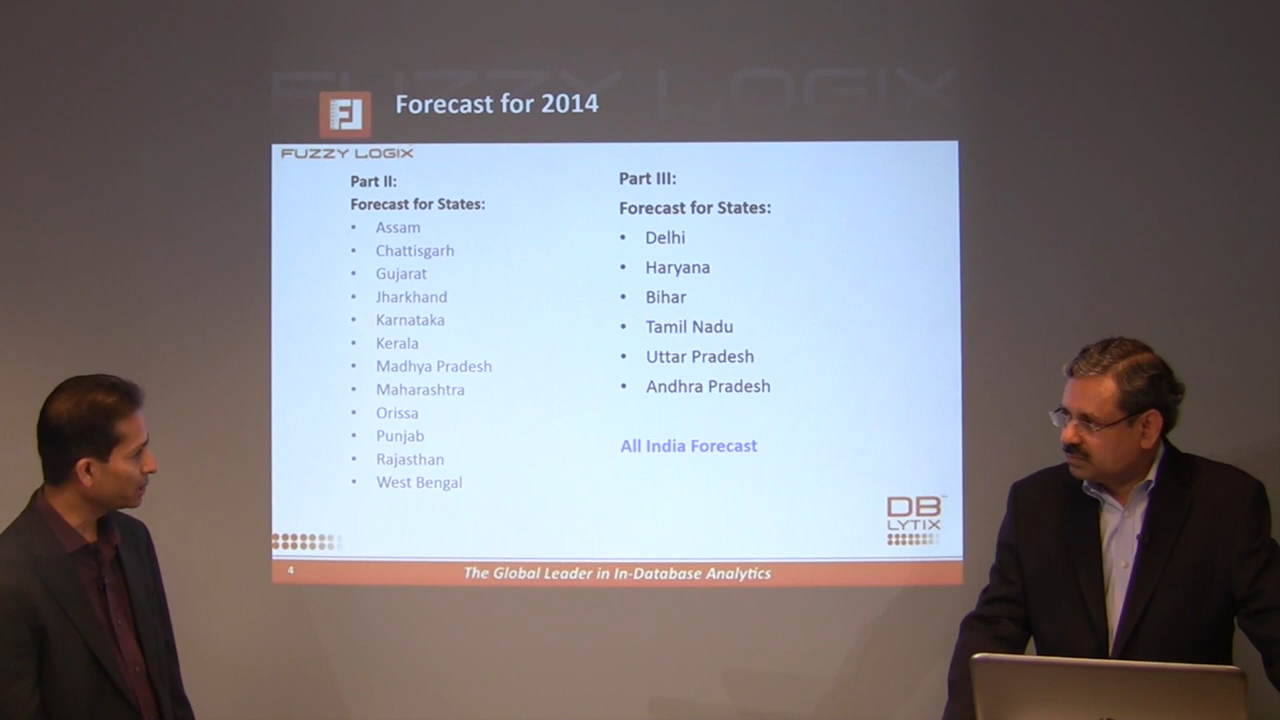 FUZZY LOGIX
Forecast for 2014
FUZZY LOGIX
Part II:
Forecast for States:
• Assam
• Chattisgarh
• Gujarat
• Jharkhand
• Karnataka
• Kerala
• Madhya Pradesh
• Maharashtra
• Orissa
• Punjab
• Rajasthan
• West Bengal
Part III:
Forecast for States:
• Delhi
• Haryana
• Bihar
• Tamil Nadu
• Uttar Pradesh
• Andhra Pradesh
All India Forecast
DB™
LYTIX
4
The Global Leader in In-Database Analytics